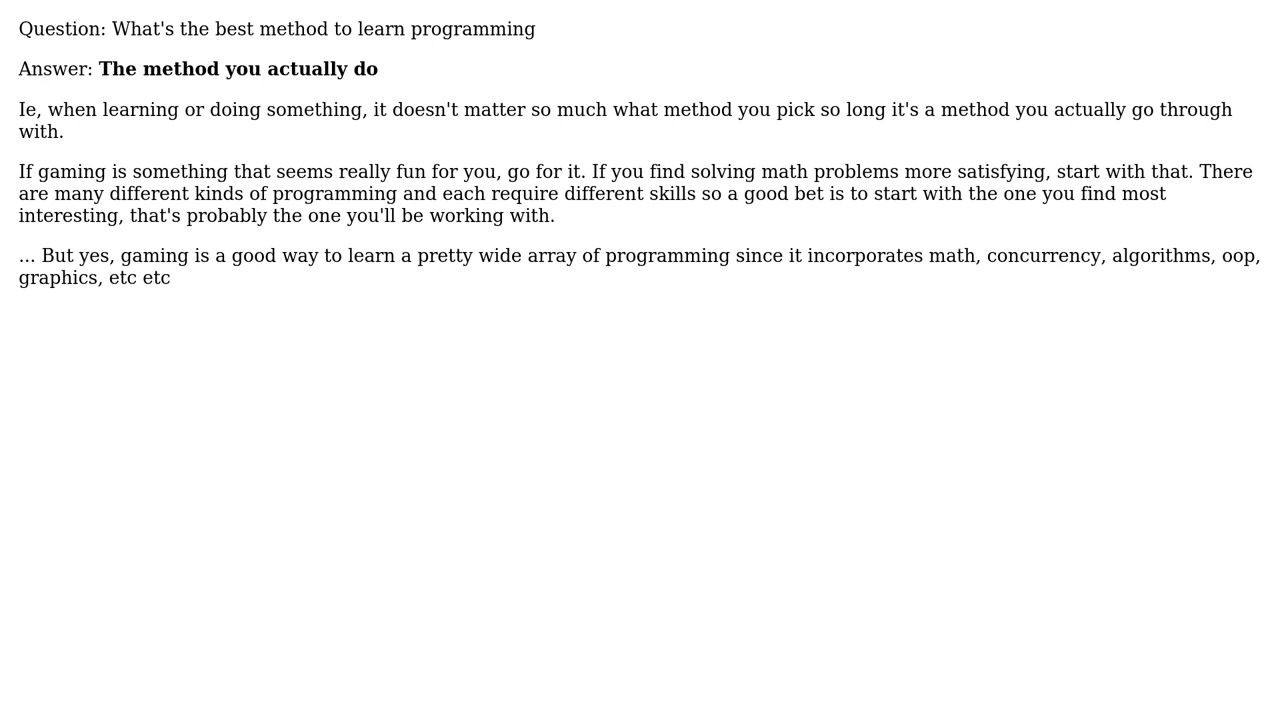 Question: What's the best method to learn programming
Answer: The method you actually do
Ie, when learning or doing something, it doesn't matter so much what method you pick so long it's a method you actually go through
with.
If gaming is something that seems really fun for you, go for it. If you find solving math problems more satisfying, start with that. There
are many different kinds of programming and each require different skills so a good bet is to start with the one you find most
interesting, that's probably the one you'll be working with.
... But yes, gaming is a good way to learn a pretty wide array of programming since it incorporates math, concurrency, algorithms, oop,
graphics, etc etc